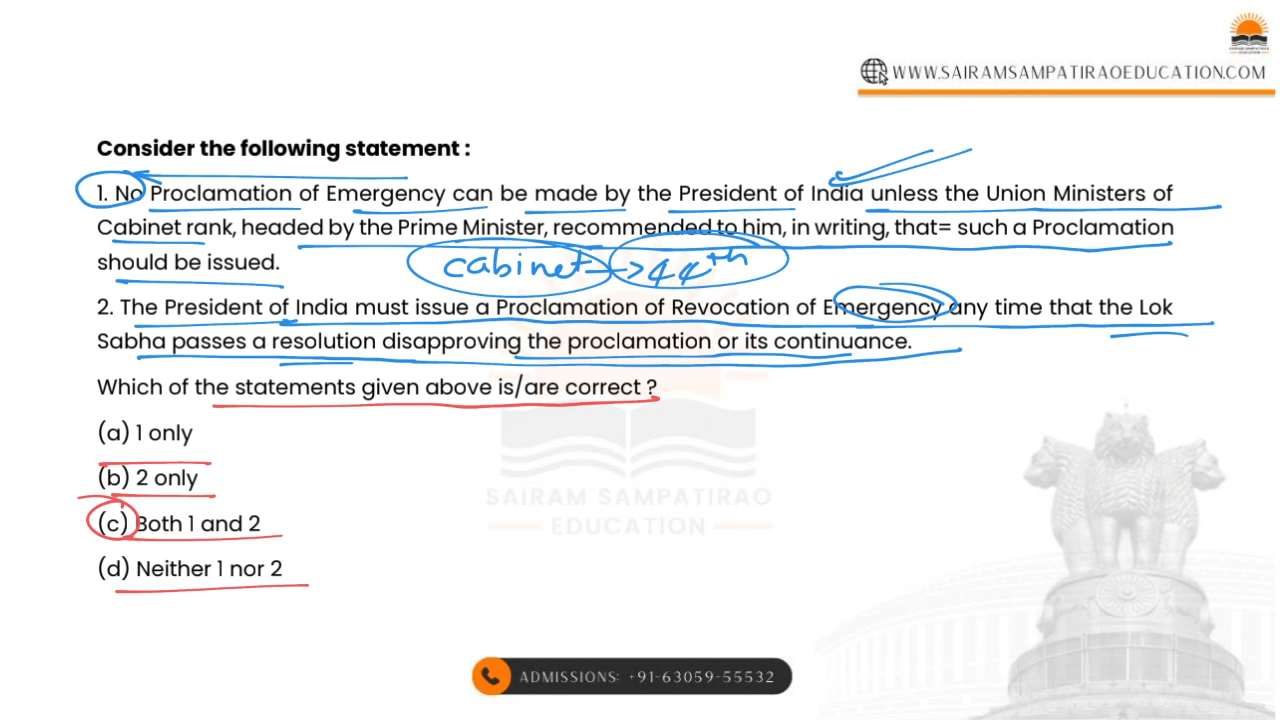 WWW.SAIRAMSAMPATIRAOEDUCATION.COM
Consider the following statement :
1. No Proclamation of Emergency can be made by the President of India unless the Union Ministers of
Cabinet rank, headed by the Prime Minister, recommended to him, in writing, that= such a Proclamation
should be issued.
cabinet → 44th
2. The President of India must issue a Proclamation of Revocation of Emergency any time that the Lok
Sabha passes a resolution disapproving the proclamation or its continuance.
Which of the statements given above is/are correct ?
(a) 1 only
(b) 2 only
(c) Both 1 and 2
(d) Neither 1 nor 2
SAIRAM SAMPATIRAO
EDUCATION
ADMISSIONS: +91-63059-55532